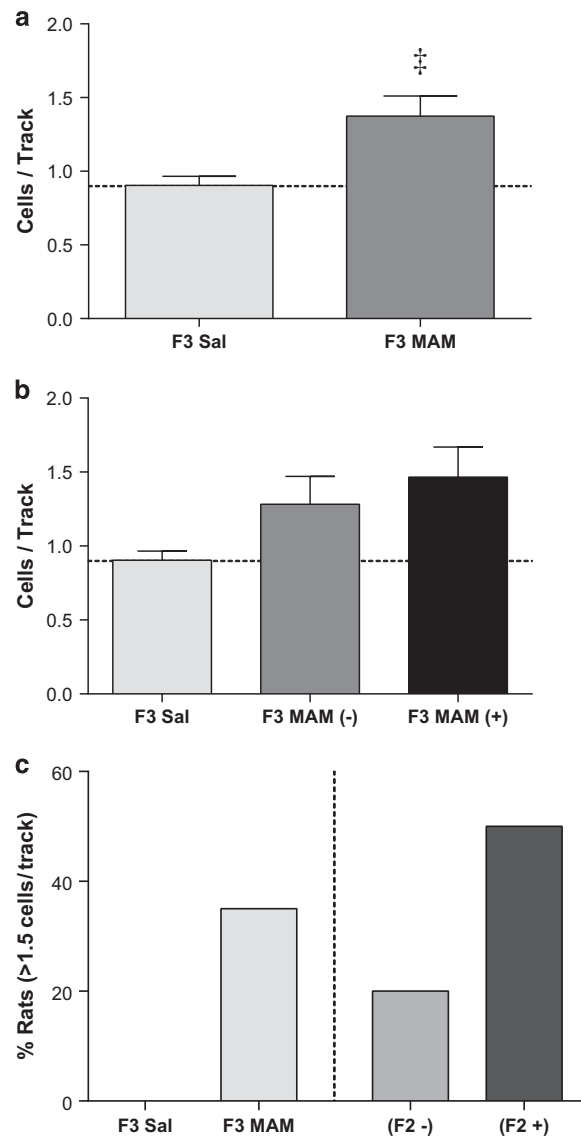 a
2.0
‡
1.5
1.0
0.5
0.0
Cells / Track
F3 Sal F3 MAM
b
2.0
1.5
1.0
0.5
0.0
Cells / Track
F3 Sal F3 MAM (-) F3 MAM (+)
c
60
40
20
0
% Rats (>1.5 cells/track)
F3 Sal F3 MAM (F2 -) (F2 +)